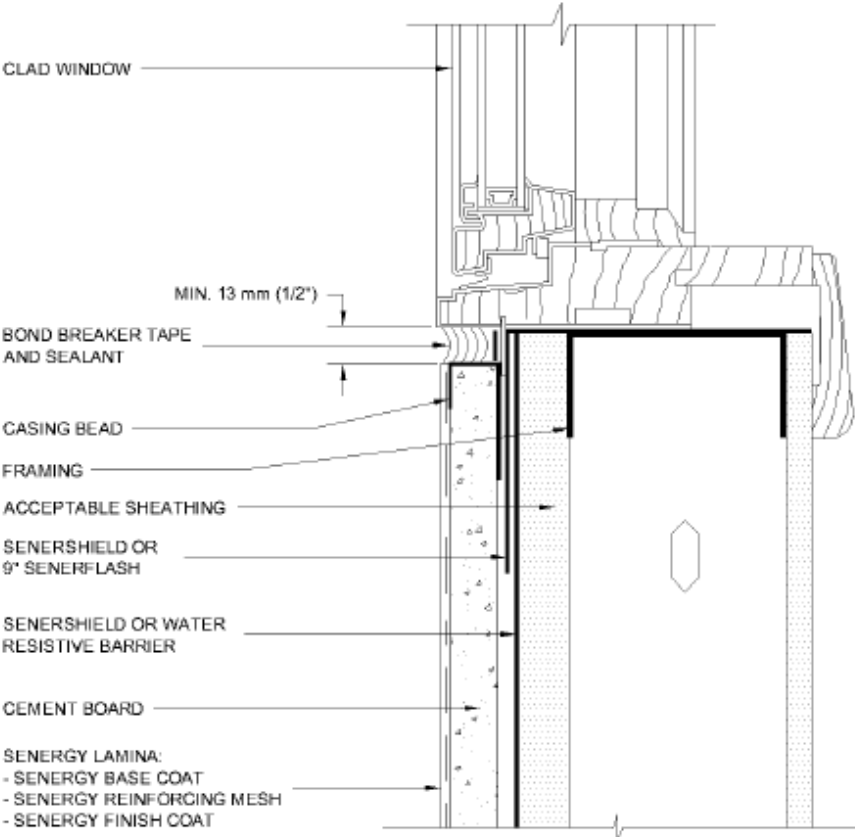 CLAD WINDOW
MIN. 13 mm (1/2")
BOND BREAKER TAPE
AND SEALANT
CASING BEAD
FRAMING
ACCEPTABLE SHEATHING
SENERSHIELD OR
9" SENERFLASH
SENERSHIELD OR WATER
RESISTIVE BARRIER
CEMENT BOARD
SENERGY LAMINA:
- SENERGY BASE COAT
- SENERGY REINFORCING MESH
- SENERGY FINISH COAT